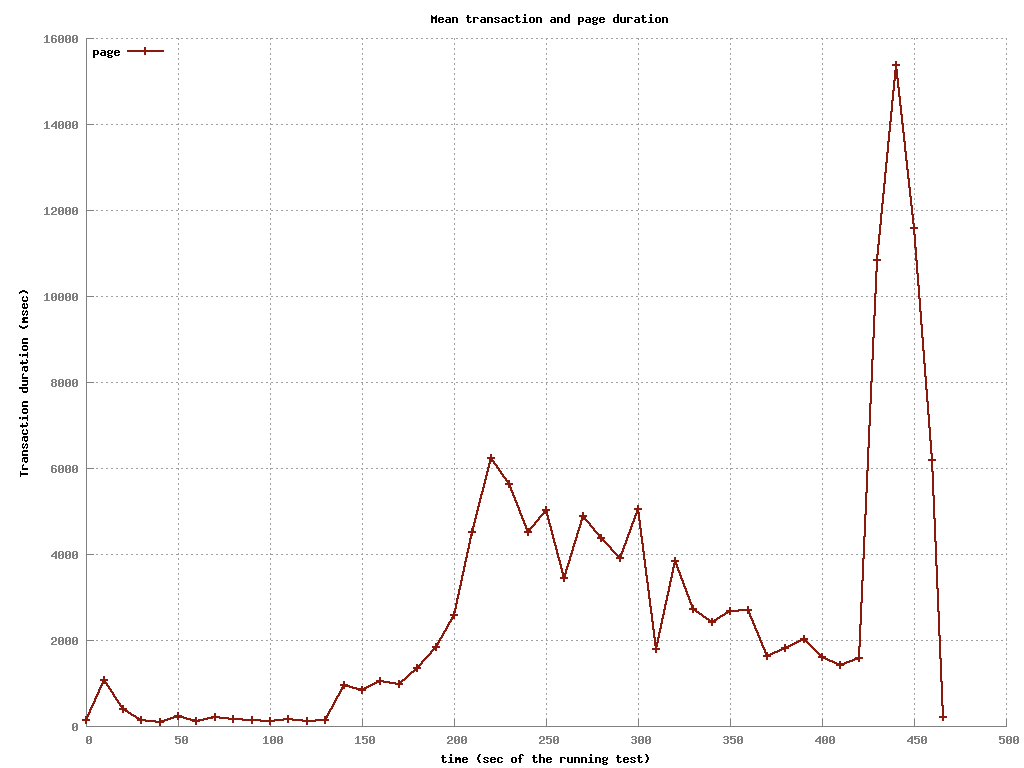 Mean transaction and page duration
page
16000
14000
12000
10000
8000
6000
4000
2000
0
Transaction duration (msec)
0 50 100 150 200 250 300 350 400 450 500
time (sec of the running test)